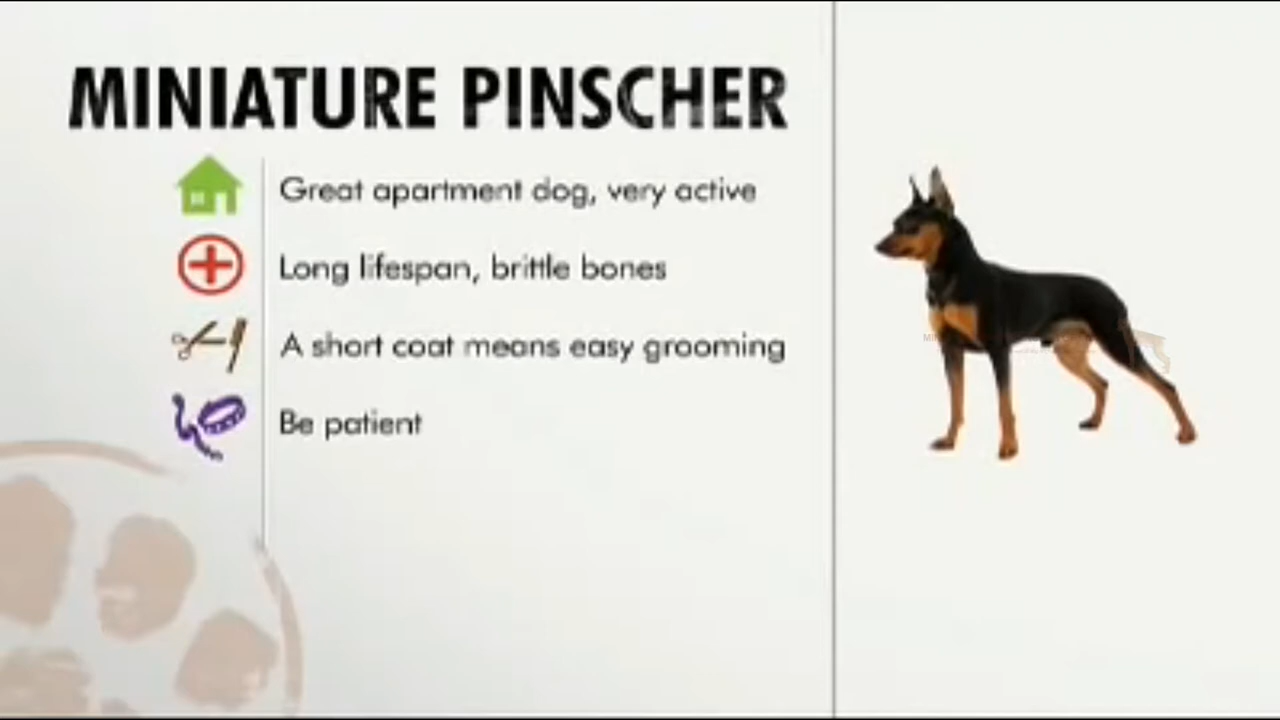 MINIATURE PINSCHER
Great apartment dog, very active
Long lifespan, brittle bones
A short coat means easy grooming
Be patient